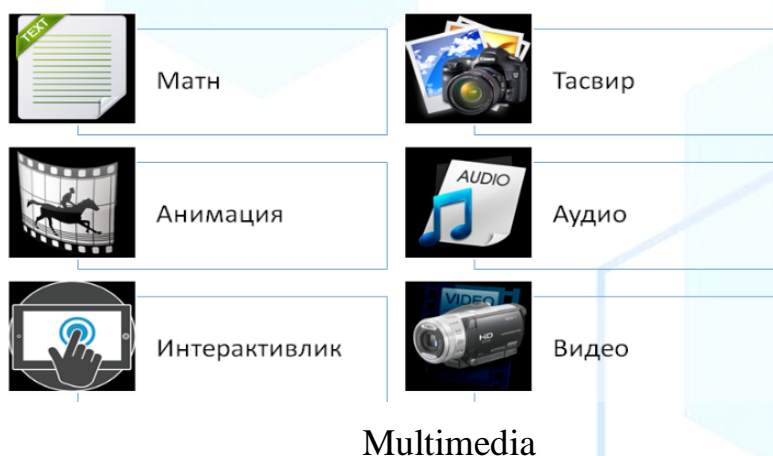 TEXT
Матн
Тасвир
Анимация
AUDIO
Аудио
Интерактивлик
VIDEO
HD
Видео
Multimedia